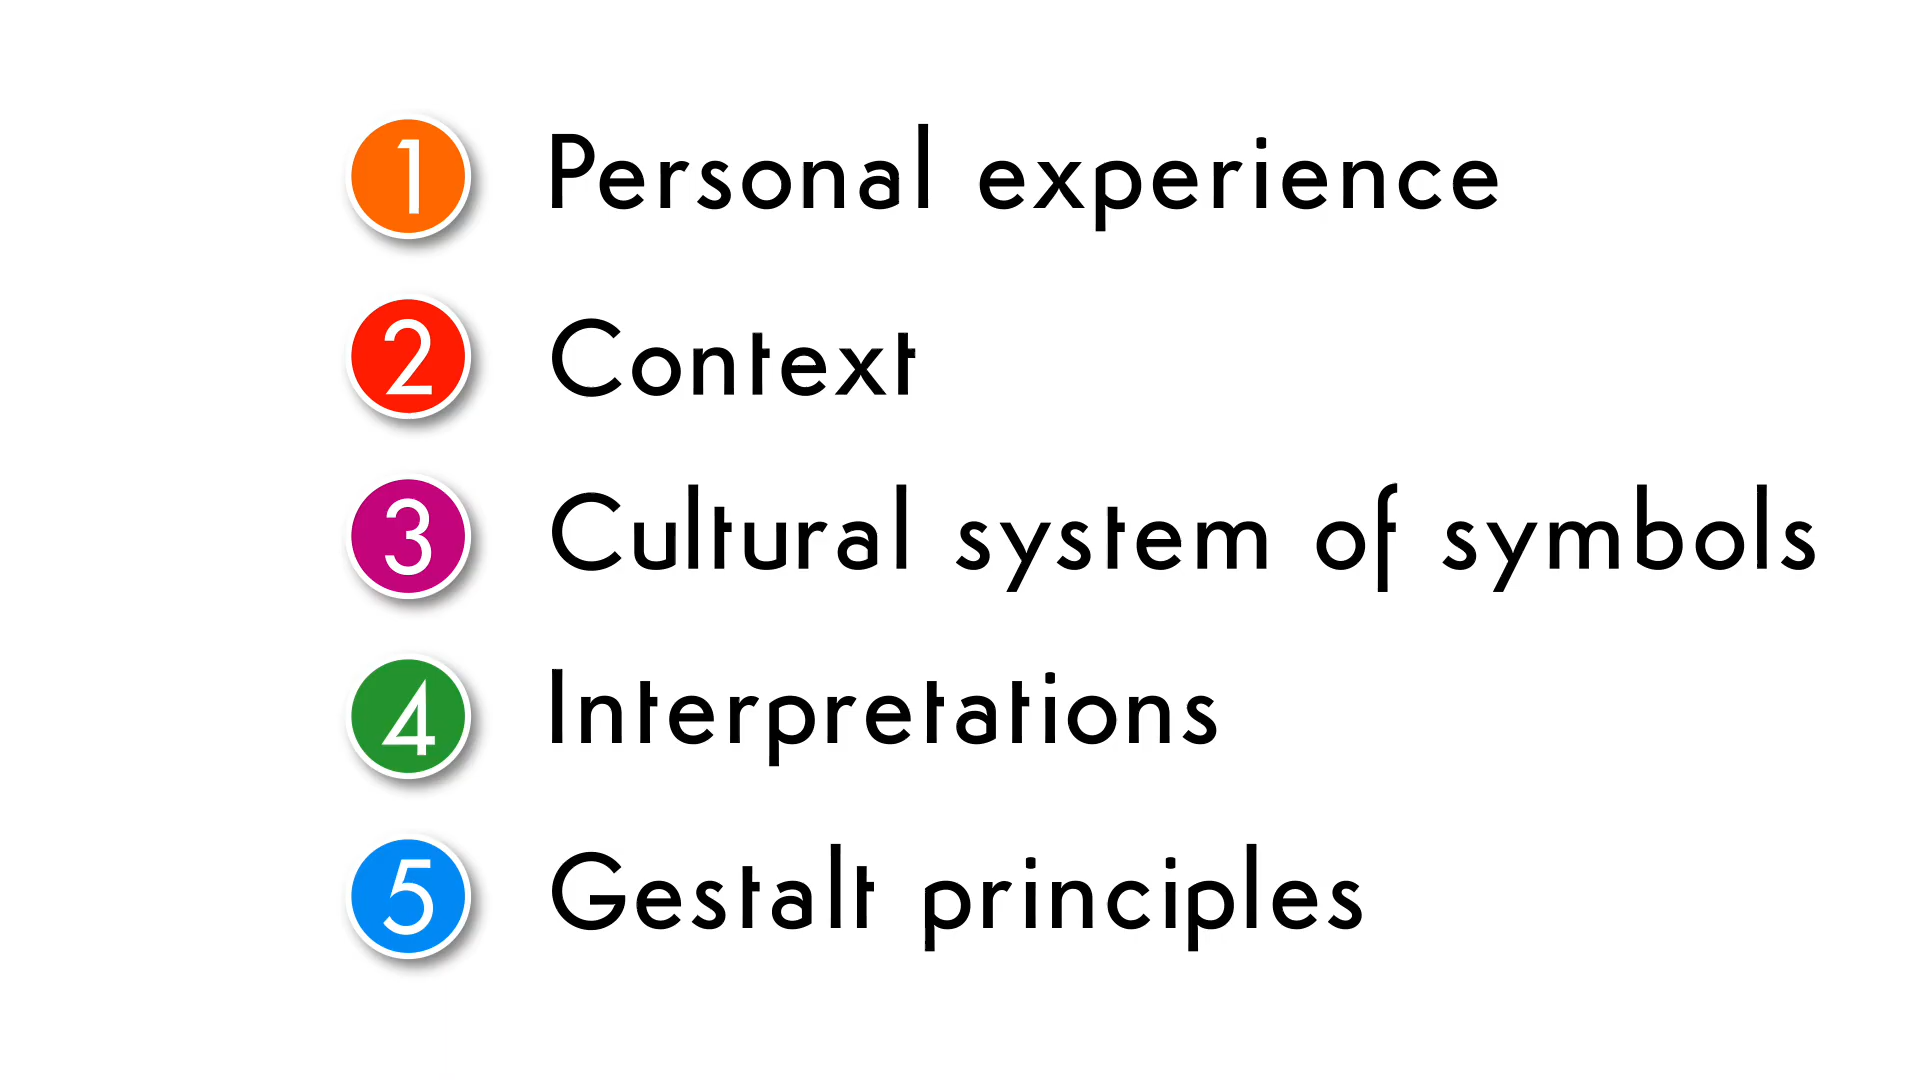 1 Personal experience
2 Context
3 Cultural system of symbols
4 Interpretations
5 Gestalt principles